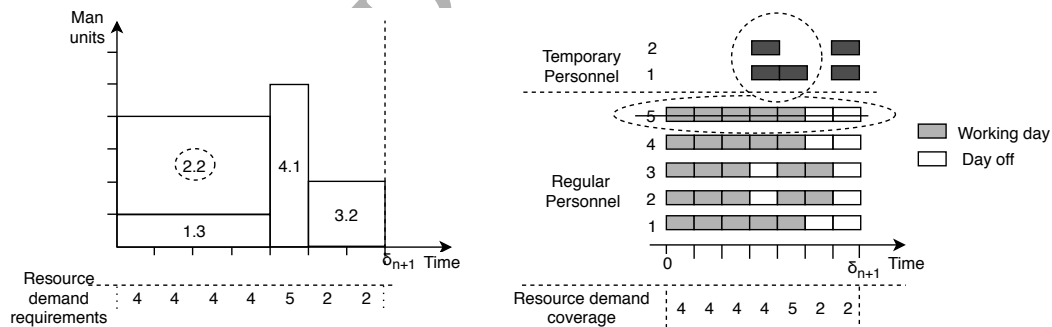 Man
units
2.2
4.1
3.2
1.3
δn+1 Time
Resource
demand
requirements
4 4 4 4 5 2 2
Temporary
Personnel
2
1
5
4
3
2
1
Regular
Personnel
Working day
Day off
0
δn+1
Time
Resource demand
coverage
4 4 4 4 5 2 2